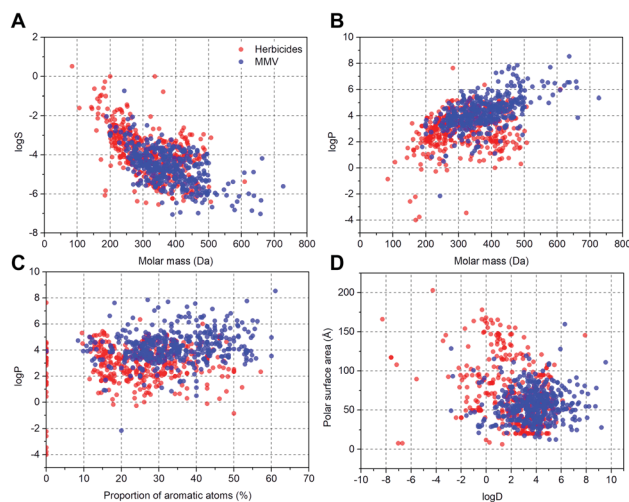 A
2
0
-2
-4
-6
-8
logS
0 100 200 300 400 500 600 700 800
Molar mass (Da)
Herbicides
MMV
B
10
8
6
4
2
0
-2
-4
logP
0 200 400 600 800
Molar mass (Da)
C
10
8
6
4
2
0
-2
-4
logP
0 10 20 30 40 50 60 70
Proportion of aromatic atoms (%)
D
200
150
100
50
0
Polar surface area (Å)
-10 -8 -6 -4 -2 0 2 4 6 8 10
logD